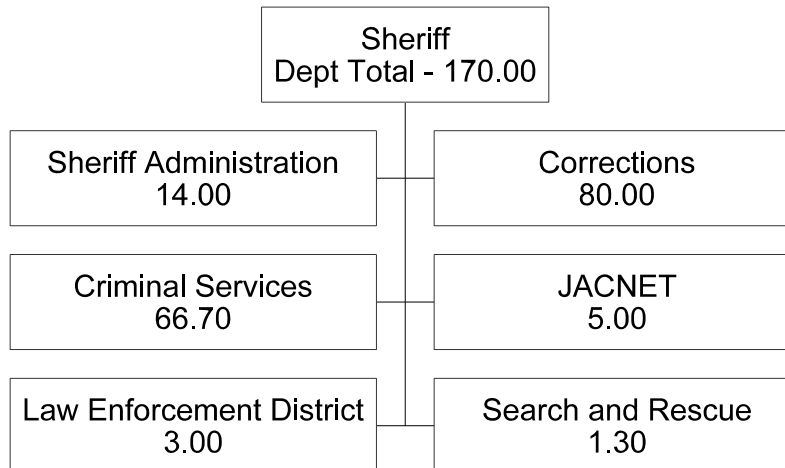 Sheriff
Dept Total - 170.00
Sheriff Administration
14.00
Corrections
80.00
Criminal Services
66.70
JACNET
5.00
Law Enforcement District
3.00
Search and Rescue
1.30